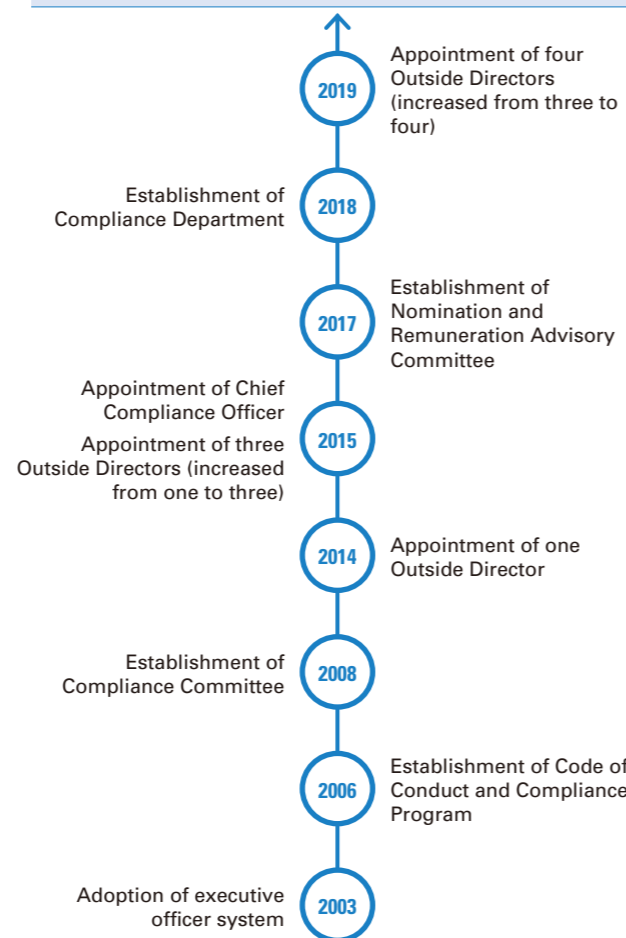 2019
Appointment of four
Outside Directors
(increased from three to
four)
Establishment of
Compliance Department
2018
2017
Establishment of
Nomination and
Remuneration Advisory
Committee
Appointment of Chief
Compliance Officer
Appointment of three
Outside Directors (increased
from one to three)
2015
2014
Appointment of one
Outside Director
Establishment of
Compliance Committee
2008
2006
Establishment of Code of
Conduct and Compliance
Program
Adoption of executive
officer system
2003